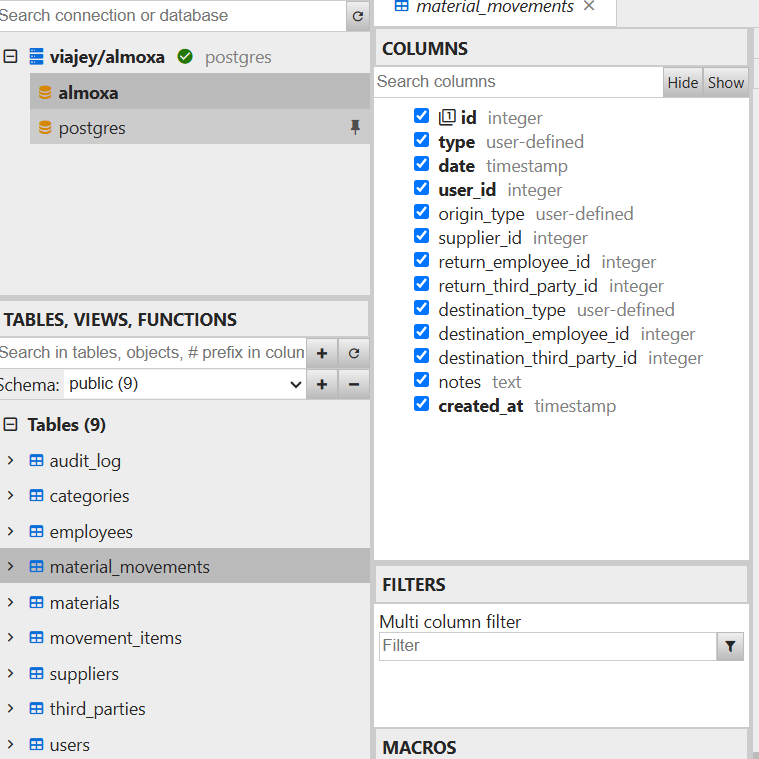 Search connection or database
viajey/almoxa postgres
almoxa
postgres
TABLES, VIEWS, FUNCTIONS
Search in tables, objects, # prefix in colun
Schema: public (9)
Tables (9)
audit_log
categories
employees
material_movements
materials
movement_items
suppliers
third_parties
users
material_movements
COLUMNS
Search columns
Hide Show
id integer
type user-defined
date timestamp
user_id integer
origin_type user-defined
supplier_id integer
return_employee_id integer
return_third_party_id integer
destination_type user-defined
destination_employee_id integer
destination_third_party_id integer
notes text
created_at timestamp
FILTERS
Multi column filter
Filter
MACROS